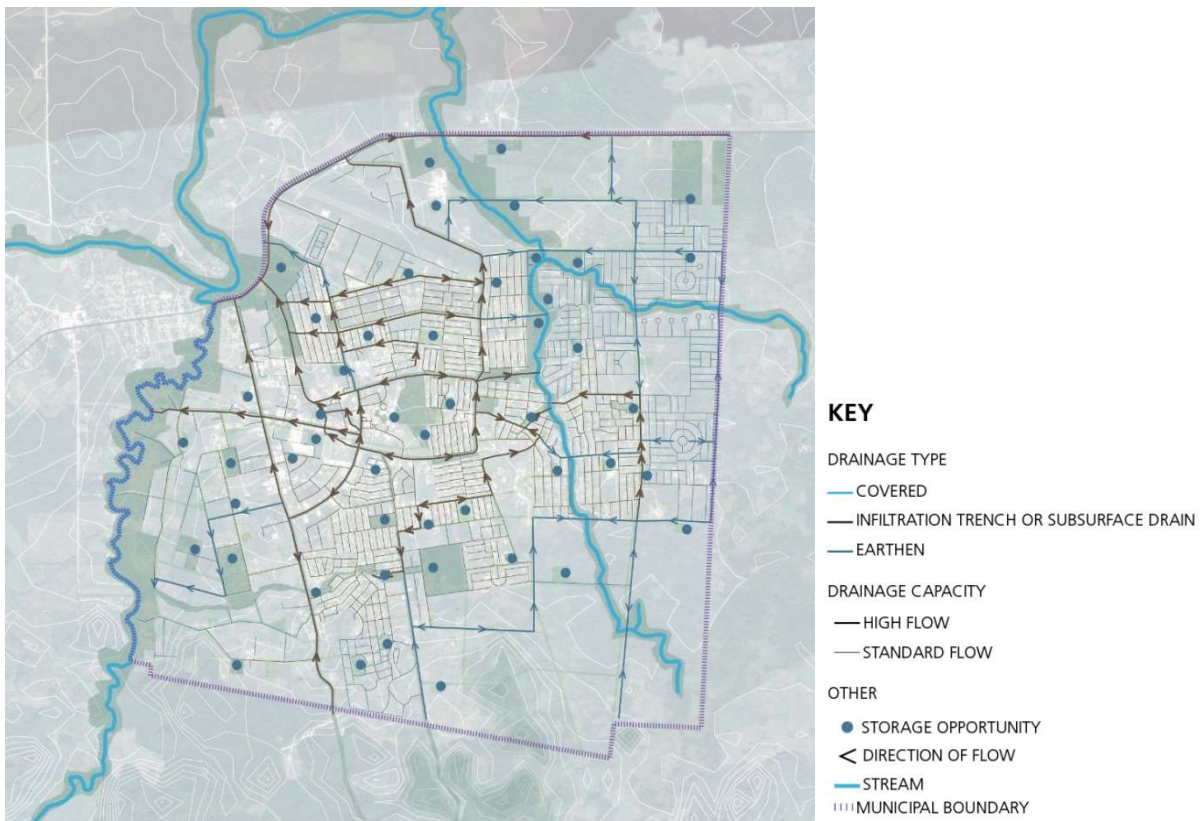 KEY
DRAINAGE TYPE
COVERED
INFILTRATION TRENCH OR SUBSURFACE DRAIN
EARTHEN
DRAINAGE CAPACITY
HIGH FLOW
STANDARD FLOW
OTHER
STORAGE OPPORTUNITY
DIRECTION OF FLOW
STREAM
MUNICIPAL BOUNDARY